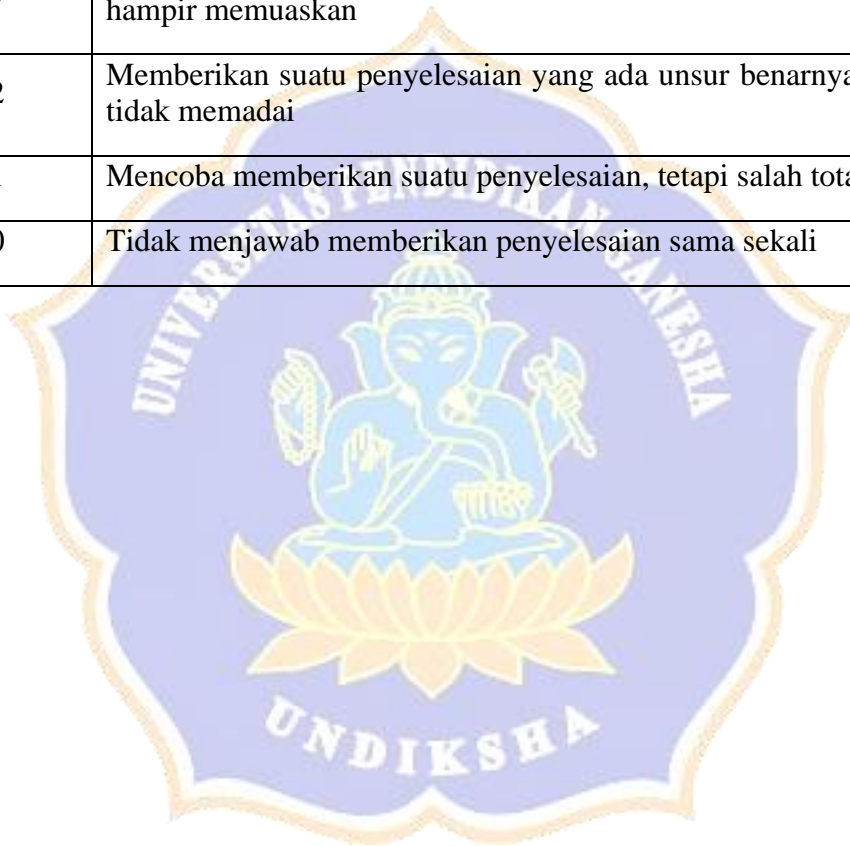 hampir memuaskan
2
Memberikan suatu penyelesaian yang ada unsur benarnya
tidak memadai
Mencoba memberikan suatu penyelesaian, tetapi salah tota
0
Tidak menjawab memberikan penyelesaian sama sekali
UNIVERSITAS PENDIDIKAN GANESHA
UNDIKSHA